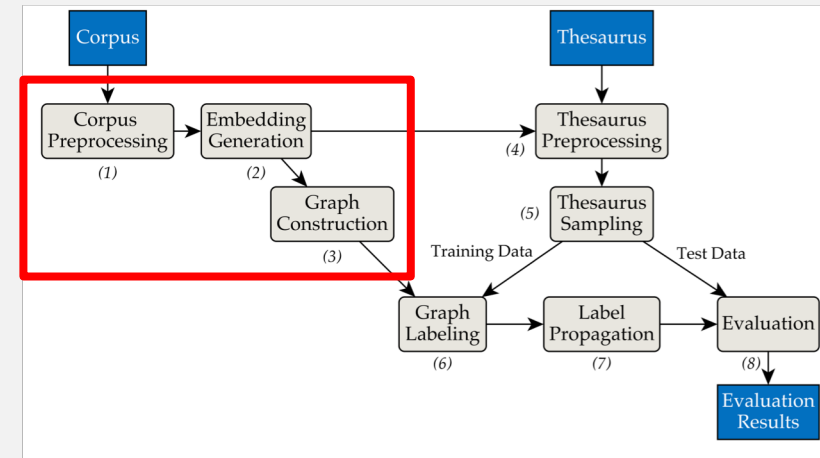 Corpus
Thesaurus
Corpus
Preprocessing
(1)
Embedding
Generation
(2)
Thesaurus
Preprocessing
(4)
Graph
Construction
(3)
Thesaurus
Sampling
(5)
Training Data
Test Data
Graph
Labeling
(6)
Label
Propagation
(7)
Evaluation
(8)
Evaluation
Results